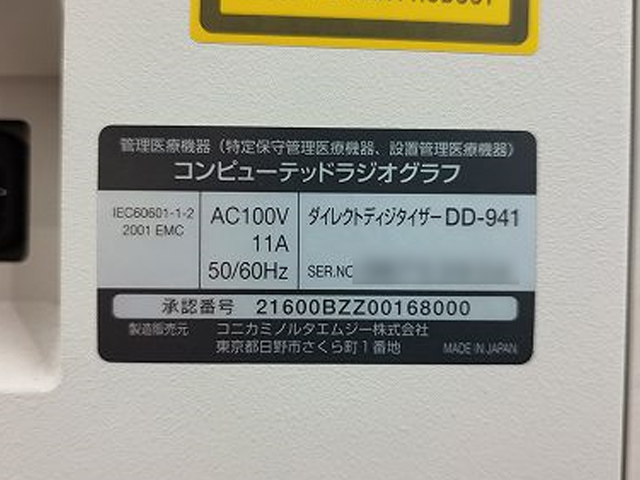 管理医療機器（特定保守管理医療機器、設置管理医療機器）
コンピューテッドラジオグラフ
IEC60601-1-2
2001 EMC
AC100V
11A
50/60Hz
ダイレクトディジタイザー DD-941
SER.NO
承認番号 21600BZZ00168000
製造販売元 コニカミノルタエムジー株式会社
東京都日野市さくら町1番地
MADE IN JAPAN